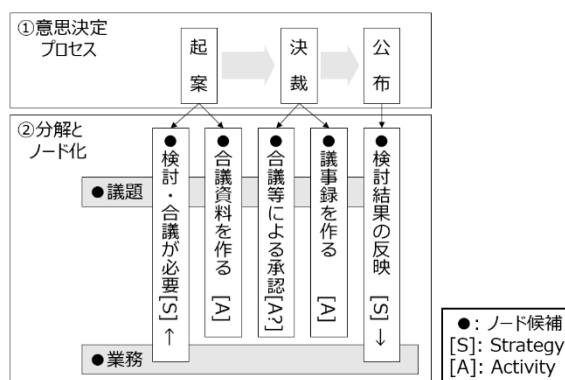 ①意思決定
プロセス
起案
決裁
公布
②分解と
ノード化
●議題
●業務
●検討・合議が必要[S]↑
●合議資料を作る [A]
●合議等による承認[A?]
●議事録を作る [A]
●検討結果の反映 [S]↓
●: ノード候補
[S]: Strategy
[A]: Activity